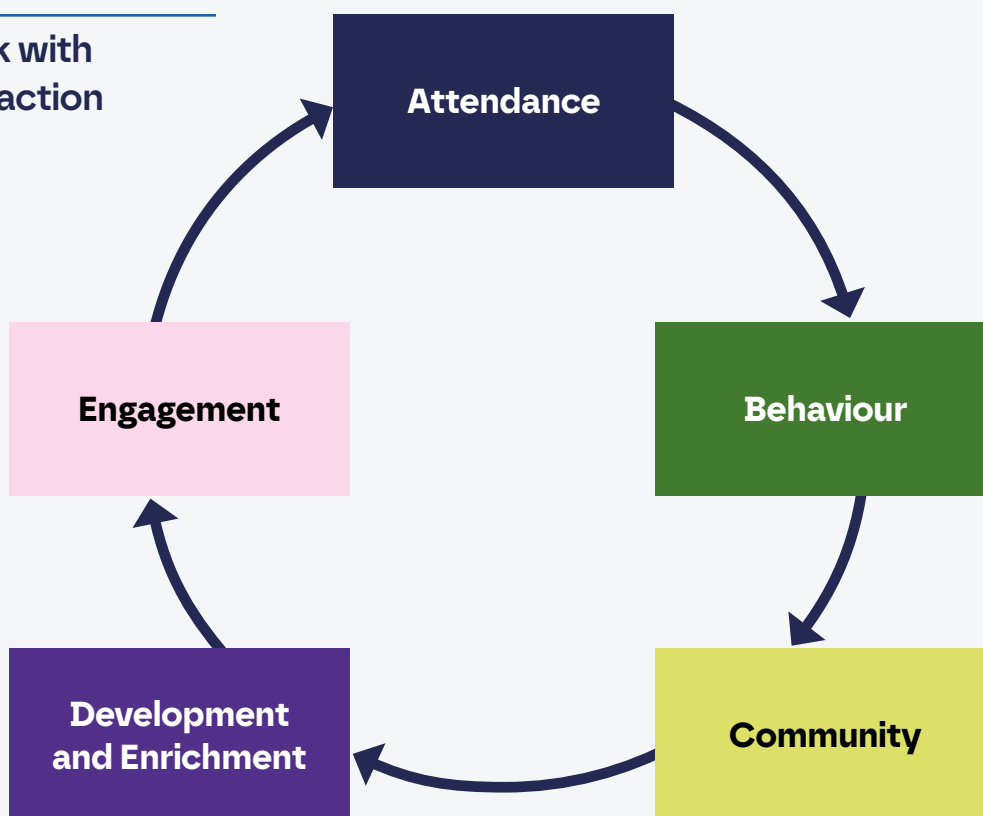 with
action
Attendance
Engagement
Behaviour
Development
and Enrichment
Community